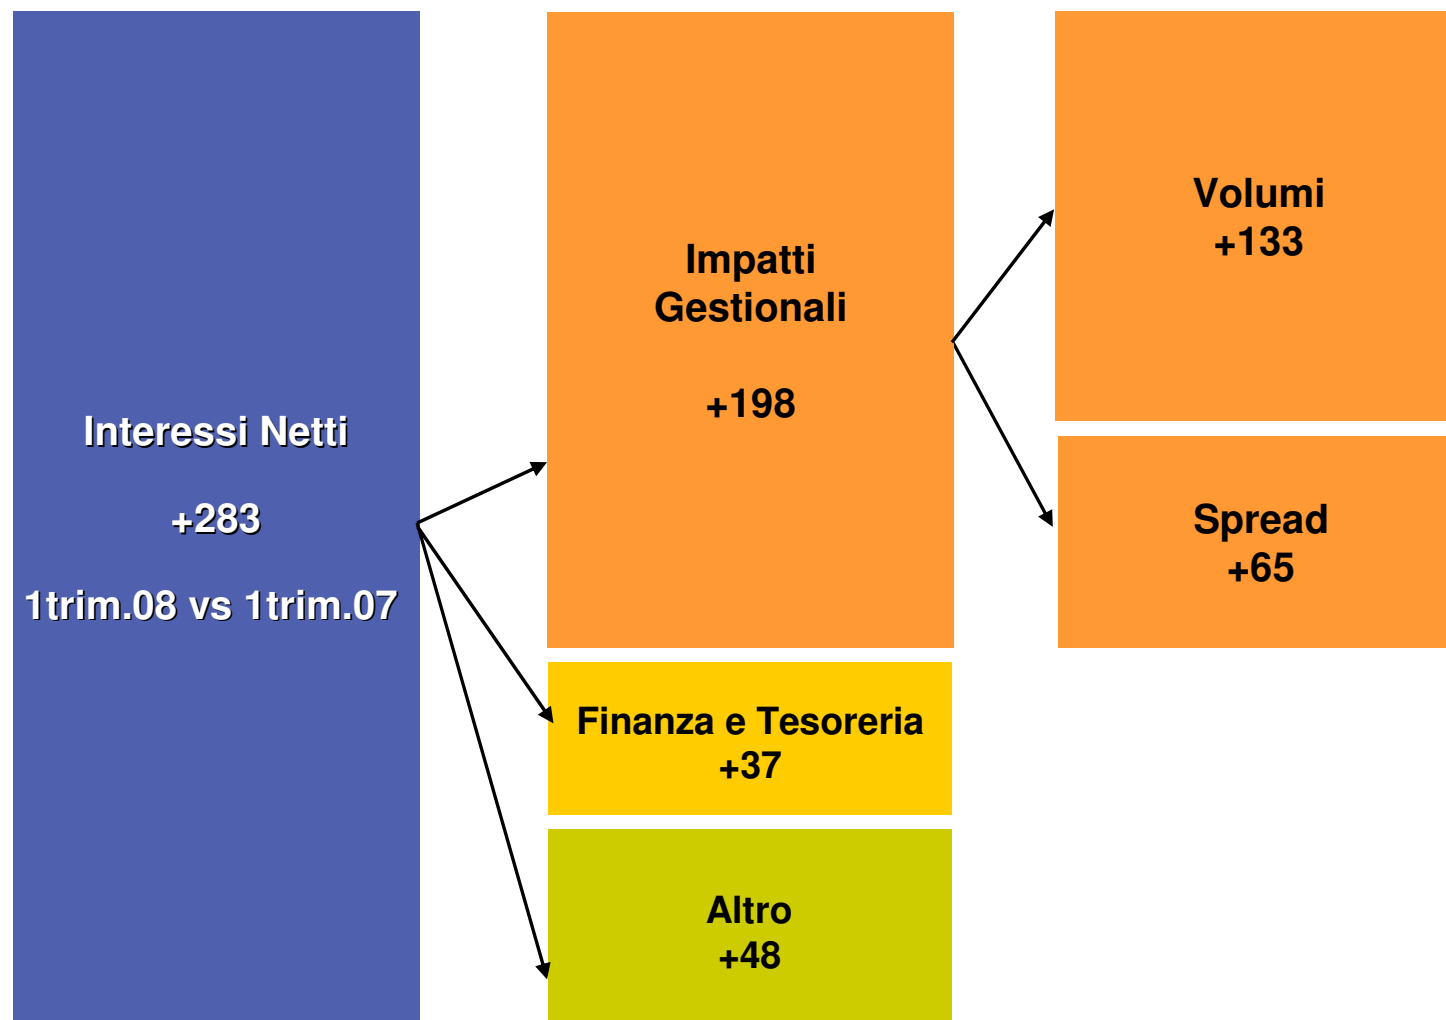 Interessi Netti
+283
1trim.08 vs 1trim.07
Impatti
Gestionali
+198
Finanza e Tesoreria
+37
Altro
+48
Volumi
+133
Spread
+65